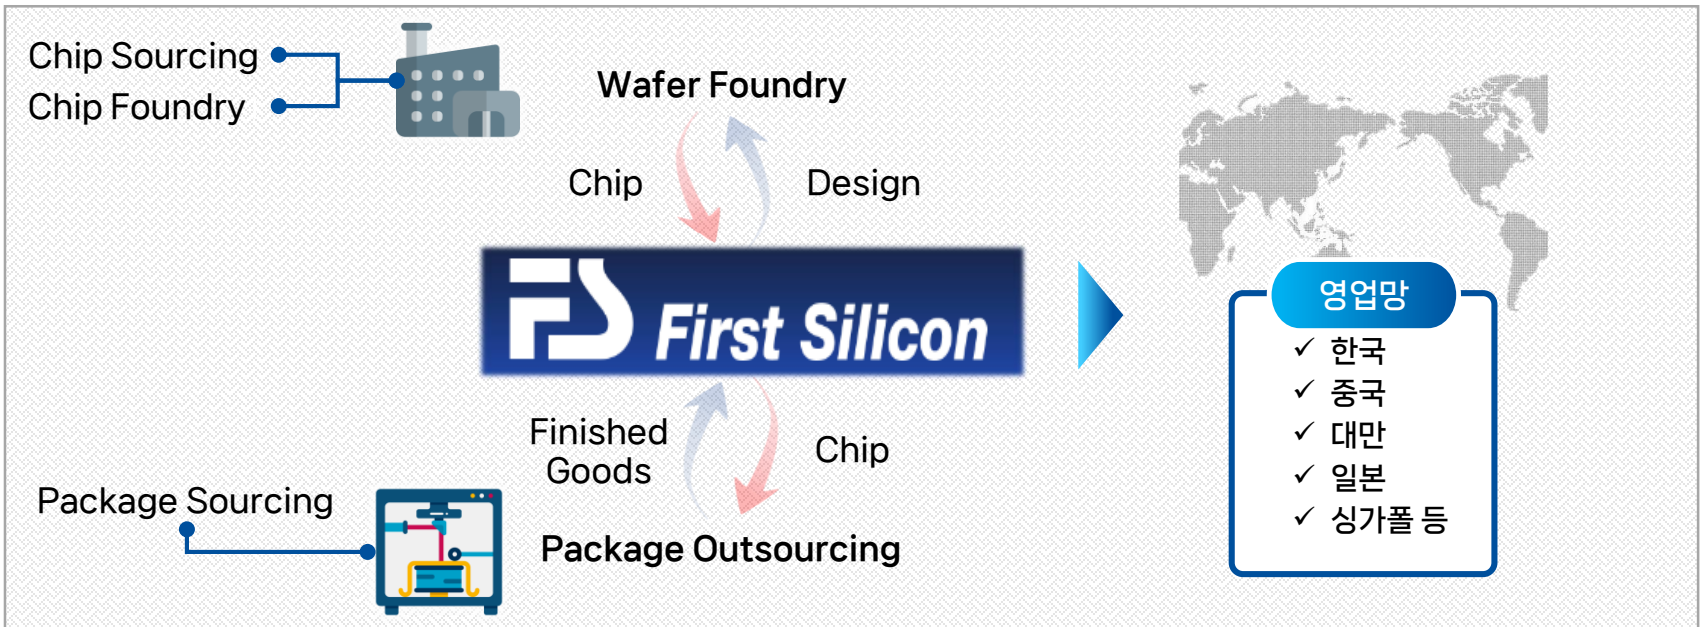 Chip Sourcing
Chip Foundry
Wafer Foundry
Chip
Design
FS First Silicon
Finished
Goods
Chip
Package Sourcing
Package Outsourcing
영업망
✓ 한국
✓ 중국
✓ 대만
✓ 일본
✓ 싱가폴 등